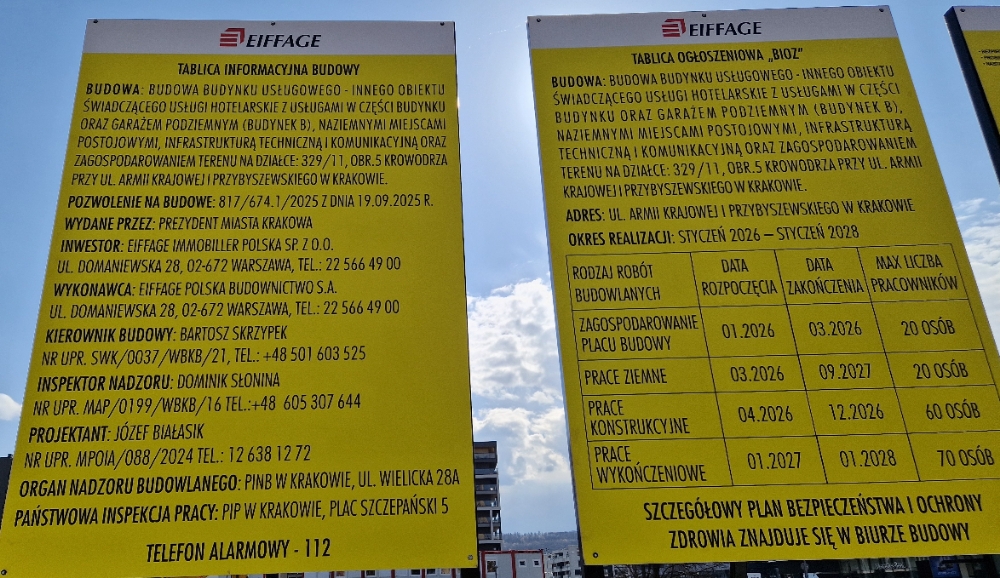 EIFFAGE
TABLICA INFORMACYJNA BUDOWY
BUDOWA: BUDOWA BUDYNKU USŁUGOWEGO - INNEGO OBIEKTU
ŚWIADCZĄCEGO USŁUGI HOTELARSKIE Z USŁUGAMI W CZĘŚCI BUDYNKU
ORAZ GARAŻEM PODZIEMNYM (BUDYNEK B), NAZIEMNYMI MIEJSCAMI
POSTOJOWYMI, INFRASTRUKTURĄ TECHNICZNĄ I KOMUNIKACYJNĄ ORAZ
ZAGOSPODAROWANIEM TERENU NA DZIAŁCE: 329/11, OBR.5 KROWODRZA
PRZY UL. ARMII KRAJOWEJ I PRZYBYSZEWSKIEGO W KRAKOWIE.
POZWOLENIE NA BUDOWE: 817/674.1/2025 Z DNIA 19.09.2025 R.
WYDANE PRZEZ: PREZYDENT MIASTA KRAKOWA
INWESTOR: EIFFAGE IMMOBILLER POLSKA SP. Z O.O.
UL. DOMANIEWSKA 28, 02-672 WARSZAWA, TEL.: 22 566 49 00
WYKONAWCA: EIFFAGE POLSKA BUDOWNICTWO S.A.
UL. DOMANIEWSKA 28, 02-672 WARSZAWA, TEL.: 22 566 49 00
KIEROWNIK BUDOWY: BARTOSZ SKRZYPEK
NR UPR. SWK/0037/WBKB/21, TEL.: +48 501 603 525
INSPEKTOR NADZORU: DOMINIK SŁONINA
NR UPR. MAP/0199/WBKB/16 TEL.:+48 605 307 644
PROJEKTANT: JÓZEF BIAŁASIK
NR UPR. MPOIA/088/2024 TEL.: 12 638 12 72
ORGAN NADZORU BUDOWLANEGO: PINB W KRAKOWIE, UL. WIELICKA 28A
PAŃSTWOWA INSPEKCJA PRACY: PIP W KRAKOWIE, PLAC SZCZEPAŃSKI 5
TELEFON ALARMOWY - 112
EIFFAGE
TABLICA OGŁOSZENIOWA „BIOZ"
BUDOWA: BUDOWA BUDYNKU USŁUGOWEGO - INNEGO OBIEKTU
ŚWIADCZĄCEGO USŁUGI HOTELARSKIE Z USŁUGAMI W CZĘŚCI
BUDYNKU ORAZ GARAŻEM PODZIEMNYM (BUDYNEK B),
NAZIEMNYMI MIEJSCAMI POSTOJOWYMI, INFRASTRUKTURĄ
TECHNICZNĄ I KOMUNIKACYJNĄ ORAZ ZAGOSPODAROWANIEM
TERENU NA DZIAŁCE: 329/11, OBR.5 KROWODRZA PRZY UL. ARMII
KRAJOWEJ I PRZYBYSZEWSKIEGO W KRAKOWIE.
ADRES: UL. ARMII KRAJOWEJ I PRZYBYSZEWSKIEGO W KRAKOWIE
OKRES REALIZACJI: STYCZEŃ 2026 – STYCZEŃ 2028
RODZAJ ROBÓT BUDOWLANYCH DATA ROZPOCZĘCIA DATA ZAKOŃCZENIA MAX LICZBA PRACOWNIKÓW
ZAGOSPODAROWANIE PLACU BUDOWY 01.2026 03.2026 20 OSÓB
PRACE ZIEMNE 03.2026 09.2027 20 OSÓB
PRACE KONSTRUKCYJNE 04.2026 12.2026 60 OSÓB
PRACE WYKOŃCZENIOWE 01.2027 01.2028 70 OSÓB
SZCZEGÓŁOWY PLAN BEZPIECZEŃSTWA I OCHRONY
ZDROWIA ZNAJDUJE SIĘ W BIURZE BUDOWY